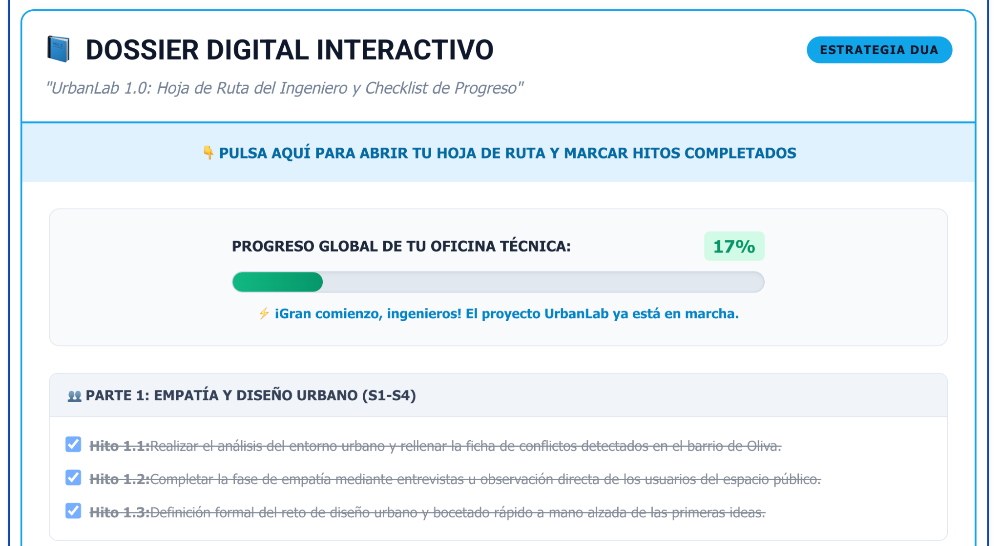 DOSSIER DIGITAL INTERACTIVO
ESTRATEGIA DUA
"UrbanLab 1.0: Hoja de Ruta del Ingeniero y Checklist de Progreso"
PULSA AQUÍ PARA ABRIR TU HOJA DE RUTA Y MARCAR HITOS COMPLETADOS
PROGRESO GLOBAL DE TU OFICINA TÉCNICA:
17%
¡Gran comienzo, ingenieros! El proyecto UrbanLab ya está en marcha.
PARTE 1: EMPATÍA Y DISEÑO URBANO (S1-S4)
Hito 1.1:Realizar el análisis del entorno urbano y rellenar la ficha de conflictos detectados en el barrio de Oliva.
Hito 1.2:Completar la fase de empatía mediante entrevistas u observación directa de los usuarios del espacio público.
Hito 1.3:Definición formal del reto de diseño urbano y bocetado rápido a mano alzada de las primeras ideas.